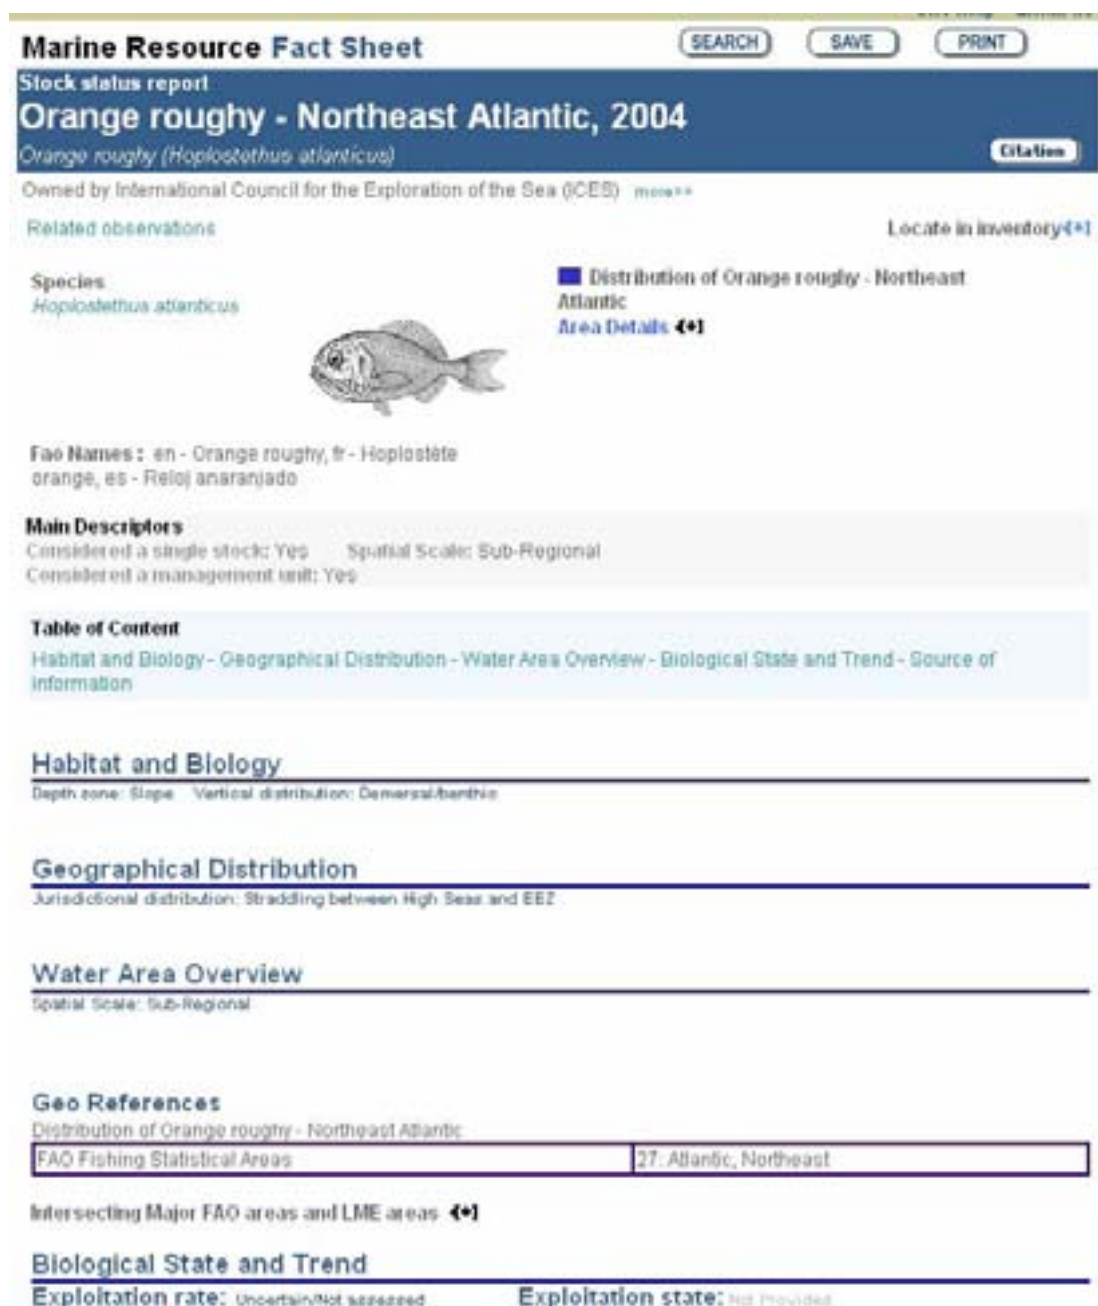 Marine Resource Fact Sheet
SEARCH SAVE PRINT
Stock status report
Orange roughy - Northeast Atlantic, 2004
Orange roughy (Hoplostethus atlanticus)
Citation
Owned by International Council for the Exploration of the Sea (ICES) more>>
Related observations
Locate in inventory[+]
Species
Hoplostethus atlanticus
Distribution of Orange roughy - Northeast
Atlantic
Area Details [+]
Fao Names : en - Orange roughy, fr - Hoplostète
orange, es - Reloj anaranjado
Main Descriptors
Considered a single stock: Yes Spatial Scale: Sub-Regional
Considered a management unit: Yes
Table of Content
Habitat and Biology - Geographical Distribution - Water Area Overview - Biological State and Trend - Source of
information
Habitat and Biology
Depth zone: Slope Vertical distribution: Demersal/benthic
Geographical Distribution
Jurisdictional distribution: Straddling between High Seas and EEZ
Water Area Overview
Spatial Scale: Sub-Regional
Geo References
Distribution of Orange roughy - Northeast Atlantic
FAO Fishing Statistical Areas 27: Atlantic, Northeast
Intersecting Major FAO areas and LME areas [+]
Biological State and Trend
Exploitation rate: Uncertain/Not assessed Exploitation state: Not Provided